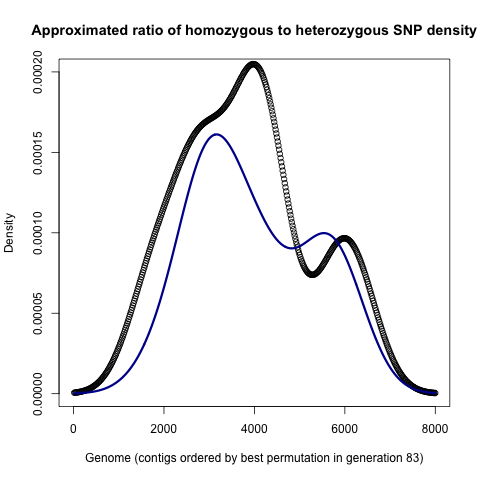 Approximated ratio of homozygous to heterozygous SNP density
Density
0.00020
0.00015
0.00010
0.00005
0.00000
0 2000 4000 6000 8000
Genome (contigs ordered by best permutation in generation 83)